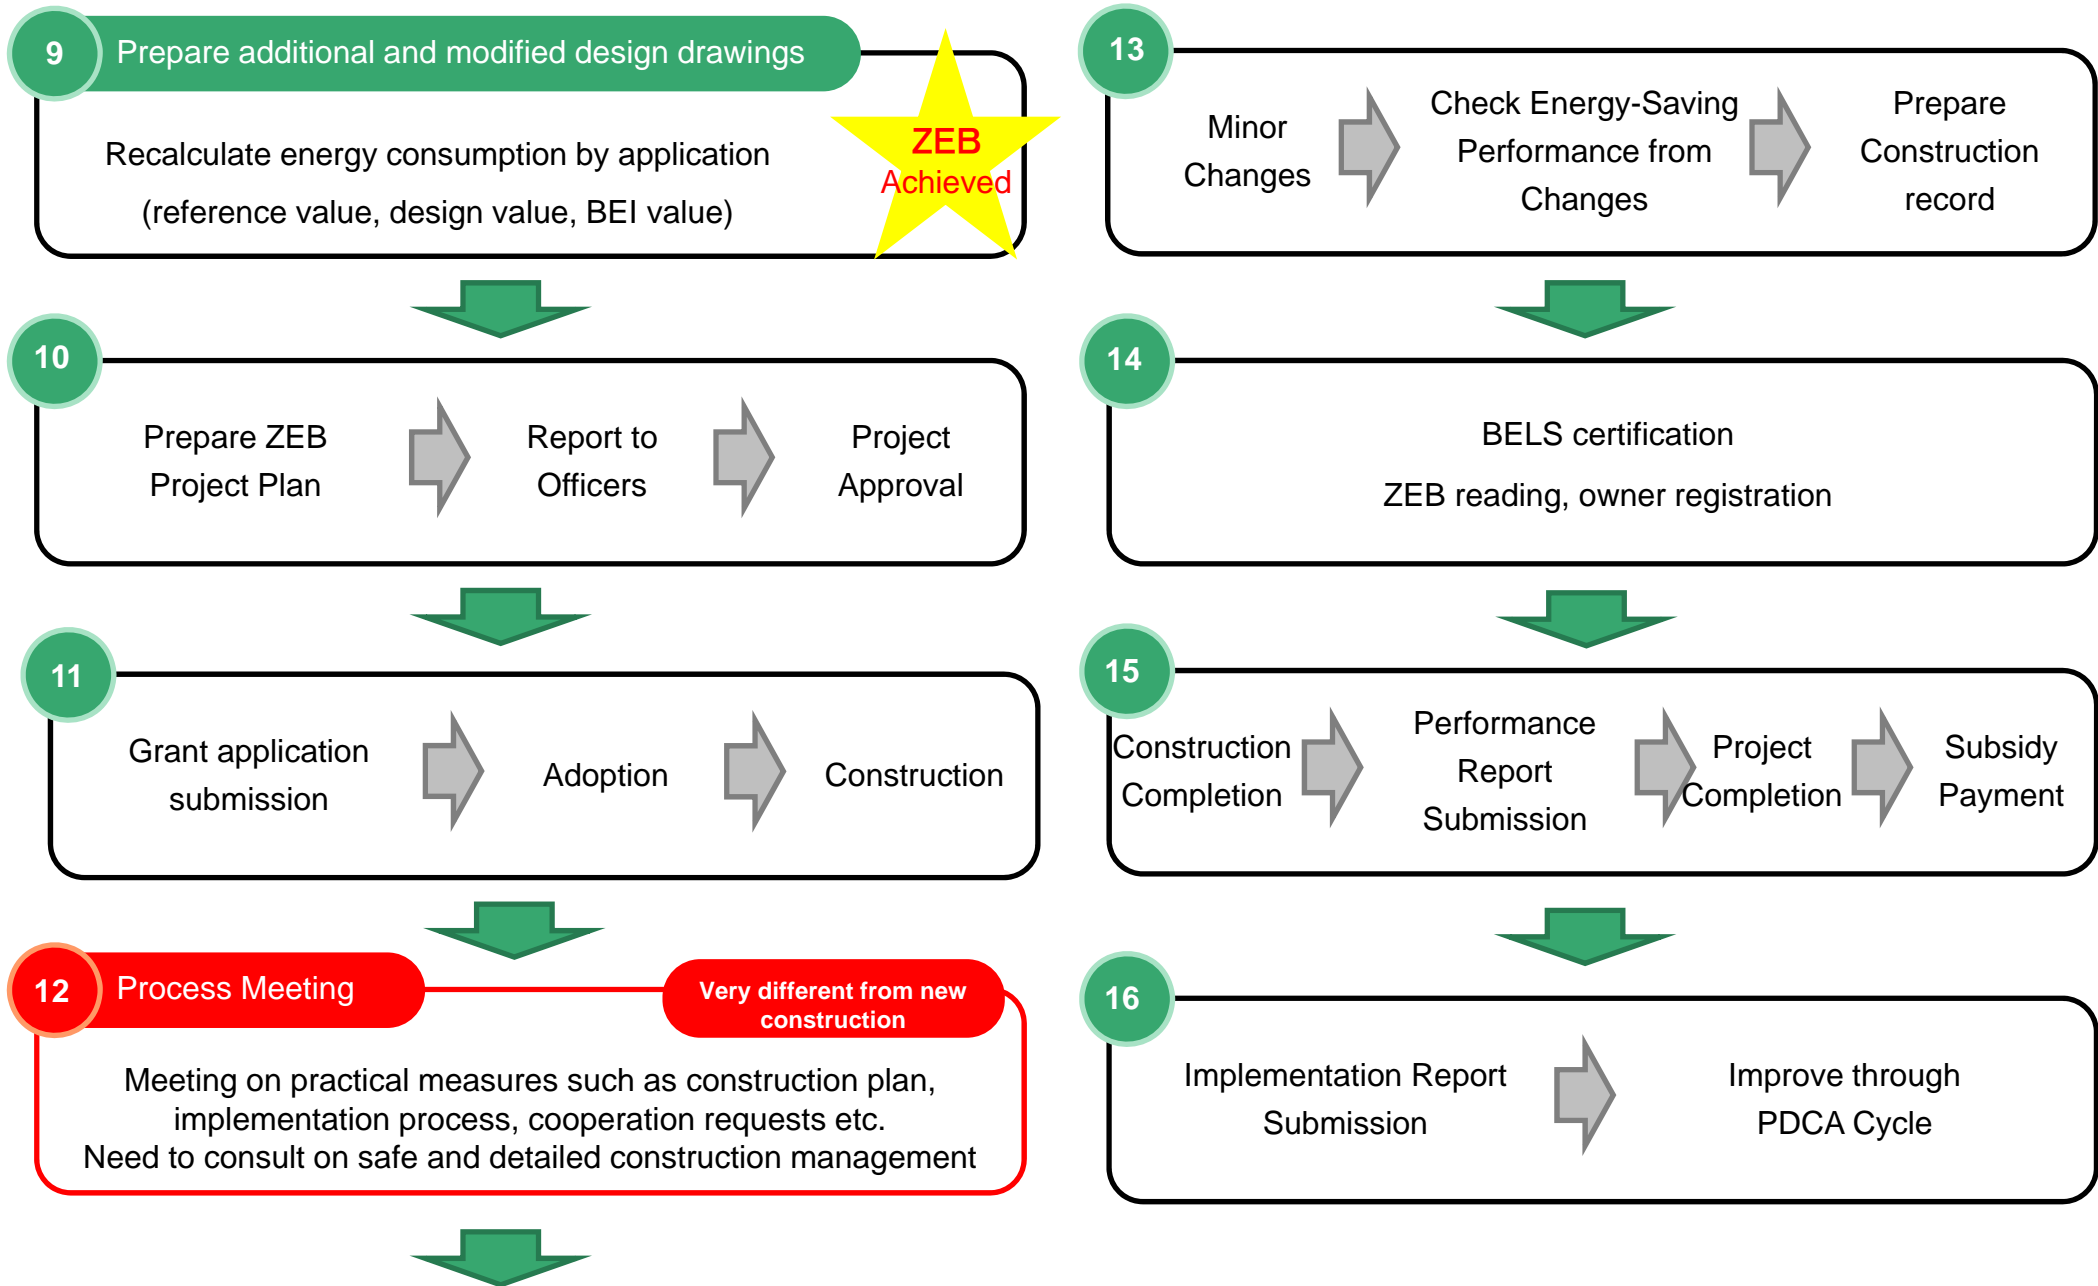 9
Prepare additional and modified design drawings
Recalculate energy consumption by application
(reference value, design value, BEI value)
ZEB
Achieved
10
Prepare ZEB
Project Plan
Report to
Officers
Project
Approval
11
Grant application
submission
Adoption
Construction
12
Process Meeting
Very different from new
construction
Meeting on practical measures such as construction plan,
implementation process, cooperation requests etc.
Need to consult on safe and detailed construction management
13
Minor
Changes
Check Energy-Saving
Performance from
Changes
Prepare
Construction
record
14
BELS certification
ZEB reading, owner registration
15
Construction
Completion
Performance
Report
Submission
Project
Completion
Subsidy
Payment
16
Implementation Report
Submission
Improve through
PDCA Cycle